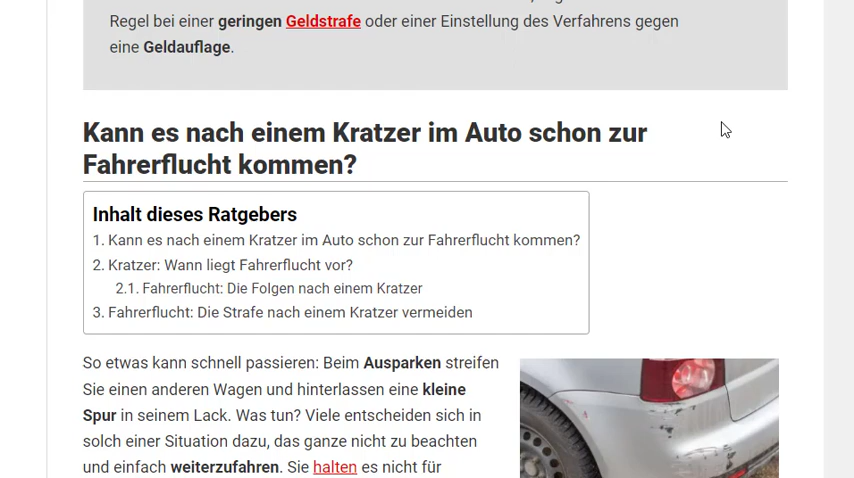 Regel bei einer geringen Geldstrafe oder einer Einstellung des Verfahrens gegen
eine Geldauflage.
Kann es nach einem Kratzer im Auto schon zur
Fahrerflucht kommen?
Inhalt dieses Ratgebers
1. Kann es nach einem Kratzer im Auto schon zur Fahrerflucht kommen?
2. Kratzer: Wann liegt Fahrerflucht vor?
2.1. Fahrerflucht: Die Folgen nach einem Kratzer
3. Fahrerflucht: Die Strafe nach einem Kratzer vermeiden
So etwas kann schnell passieren: Beim Ausparken streifen
Sie einen anderen Wagen und hinterlassen eine kleine
Spur in seinem Lack. Was tun? Viele entscheiden sich in
solch einer Situation dazu, das ganze nicht zu beachten
und einfach weiterzufahren. Sie halten es nicht für